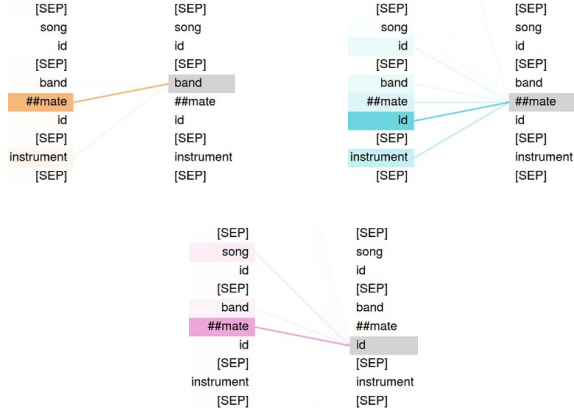 [SEP] [SEP]
song song
id id
[SEP] [SEP]
band band
##mate ##mate
id id
[SEP] [SEP]
instrument instrument
[SEP] [SEP]
[SEP] [SEP]
song song
id id
[SEP] [SEP]
band band
##mate ##mate
id id
[SEP] [SEP]
instrument instrument
[SEP] [SEP]
[SEP] [SEP]
song song
id id
[SEP] [SEP]
band band
##mate ##mate
id id
[SEP] [SEP]
instrument instrument
[SEP] [SEP]